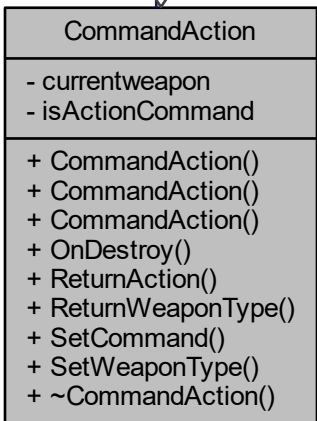 CommandAction
- currentweapon
- isActionCommand
+ CommandAction()
+ CommandAction()
+ CommandAction()
+ OnDestroy()
+ ReturnAction()
+ ReturnWeaponType()
+ SetCommand()
+ SetWeaponType()
+ ~CommandAction()